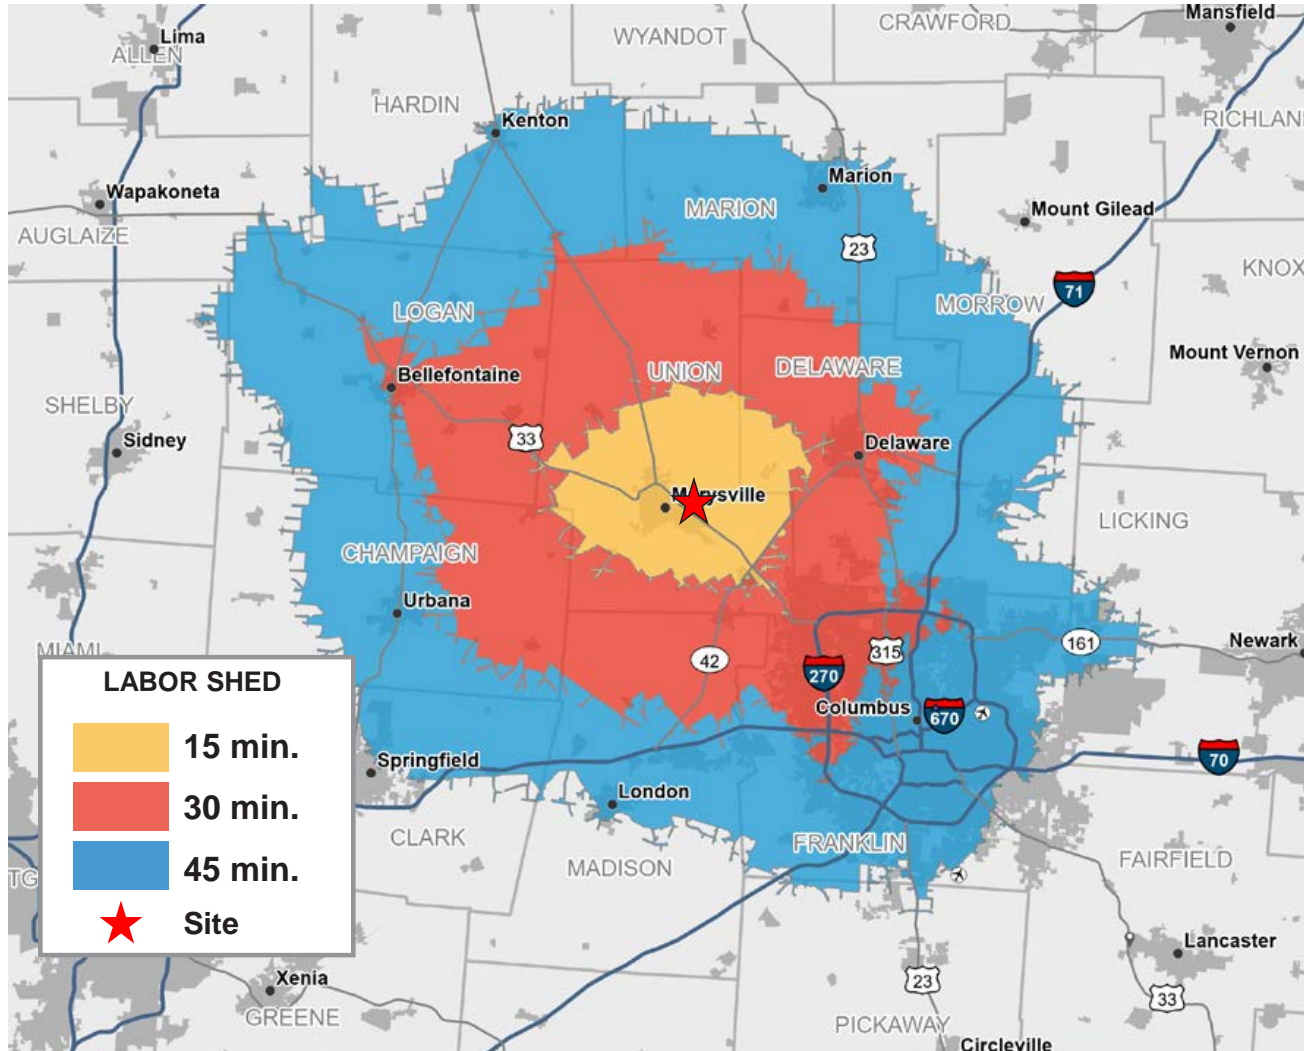 Mansfield
CRAWFORD
Lima
WYANDOT
ALLEN
HARDIN
Kenton
RICHLAN
Marion
Wapakoneta
MARION
Mount Gilead
AUGLAIZE
23
KNOX
71
MORROW
LOGAN
Mount Vernon
UNION
DELAWARE
Bellefontaine
SHELBY
33
Sidney
Delaware
Marysville
LICKING
CHAMPAIGN
Urbana
Newark
161
MIAMI
315
42
270
LABOR SHED
Columbus
670
15 min.
Springfield
70
30 min.
London
CLARK
FRANKLIN
FAIRFIELD
45 min.
MADISON
TG
Site
Lancaster
Xenia
23
33
GREENE
PICKAWAY
Circleville